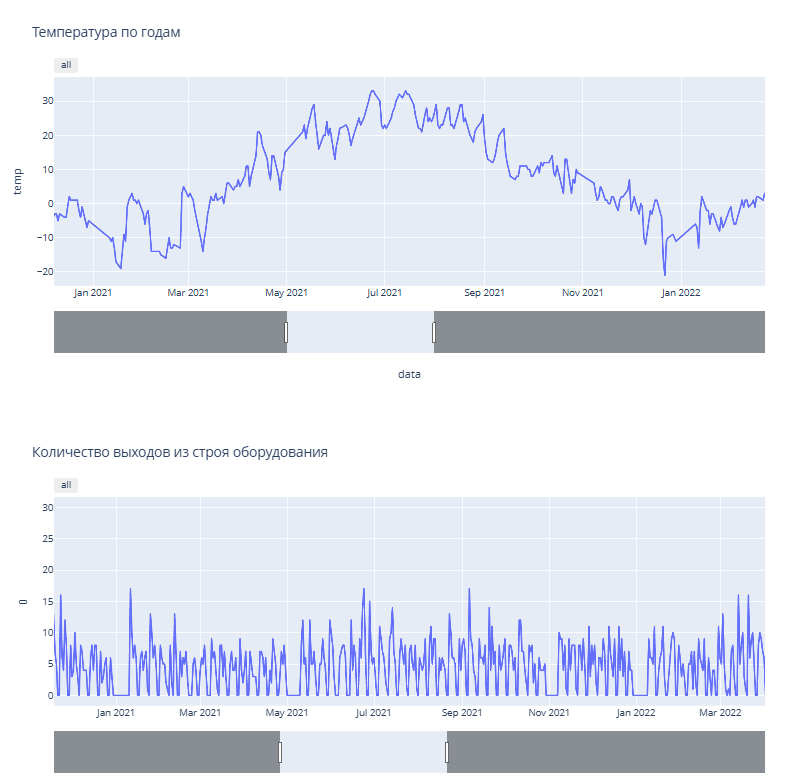 Температура по годам
all
temp
30
20
10
0
−10
−20
Jan 2021 Mar 2021 May 2021 Jul 2021 Sep 2021 Nov 2021 Jan 2022
data
Количество выходов из строя оборудования
all
0
30
25
20
15
10
5
0
Jan 2021 Mar 2021 May 2021 Jul 2021 Sep 2021 Nov 2021 Jan 2022 Mar 2022